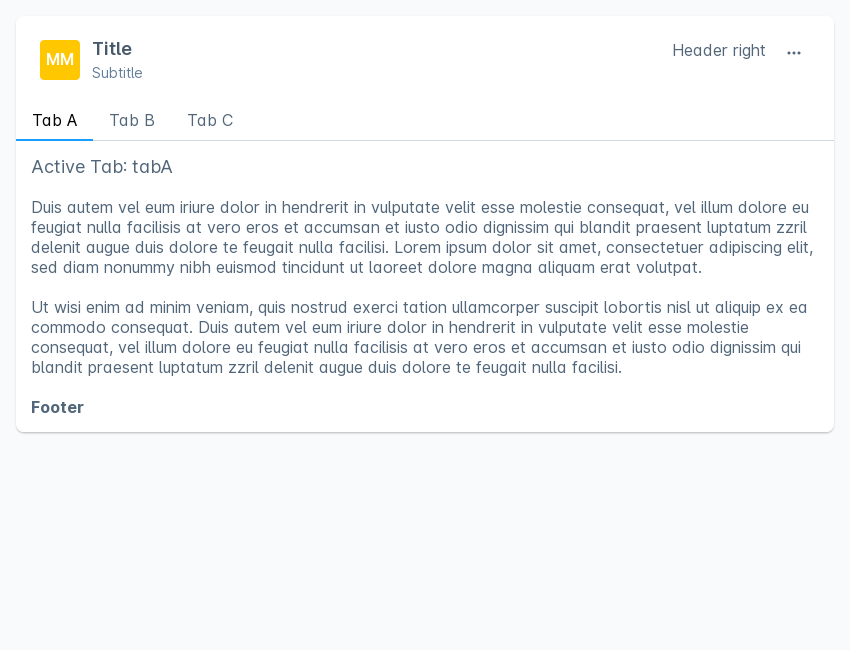 MM
Title
Subtitle
Header right
Tab A
Tab B
Tab C
Active Tab: tabA
Duis autem vel eum iriure dolor in hendrerit in vulputate velit esse molestie consequat, vel illum dolore eu
feugiat nulla facilisis at vero eros et accumsan et iusto odio dignissim qui blandit praesent luptatum zzril
delenit augue duis dolore te feugait nulla facilisi. Lorem ipsum dolor sit amet, consectetuer adipiscing elit,
sed diam nonummy nibh euismod tincidunt ut laoreet dolore magna aliquam erat volutpat.
Ut wisi enim ad minim veniam, quis nostrud exerci tation ullamcorper suscipit lobortis nisl ut aliquip ex ea
commodo consequat. Duis autem vel eum iriure dolor in hendrerit in vulputate velit esse molestie
consequat, vel illum dolore eu feugiat nulla facilisis at vero eros et accumsan et iusto odio dignissim qui
blandit praesent luptatum zzril delenit augue duis dolore te feugait nulla facilisi.
Footer